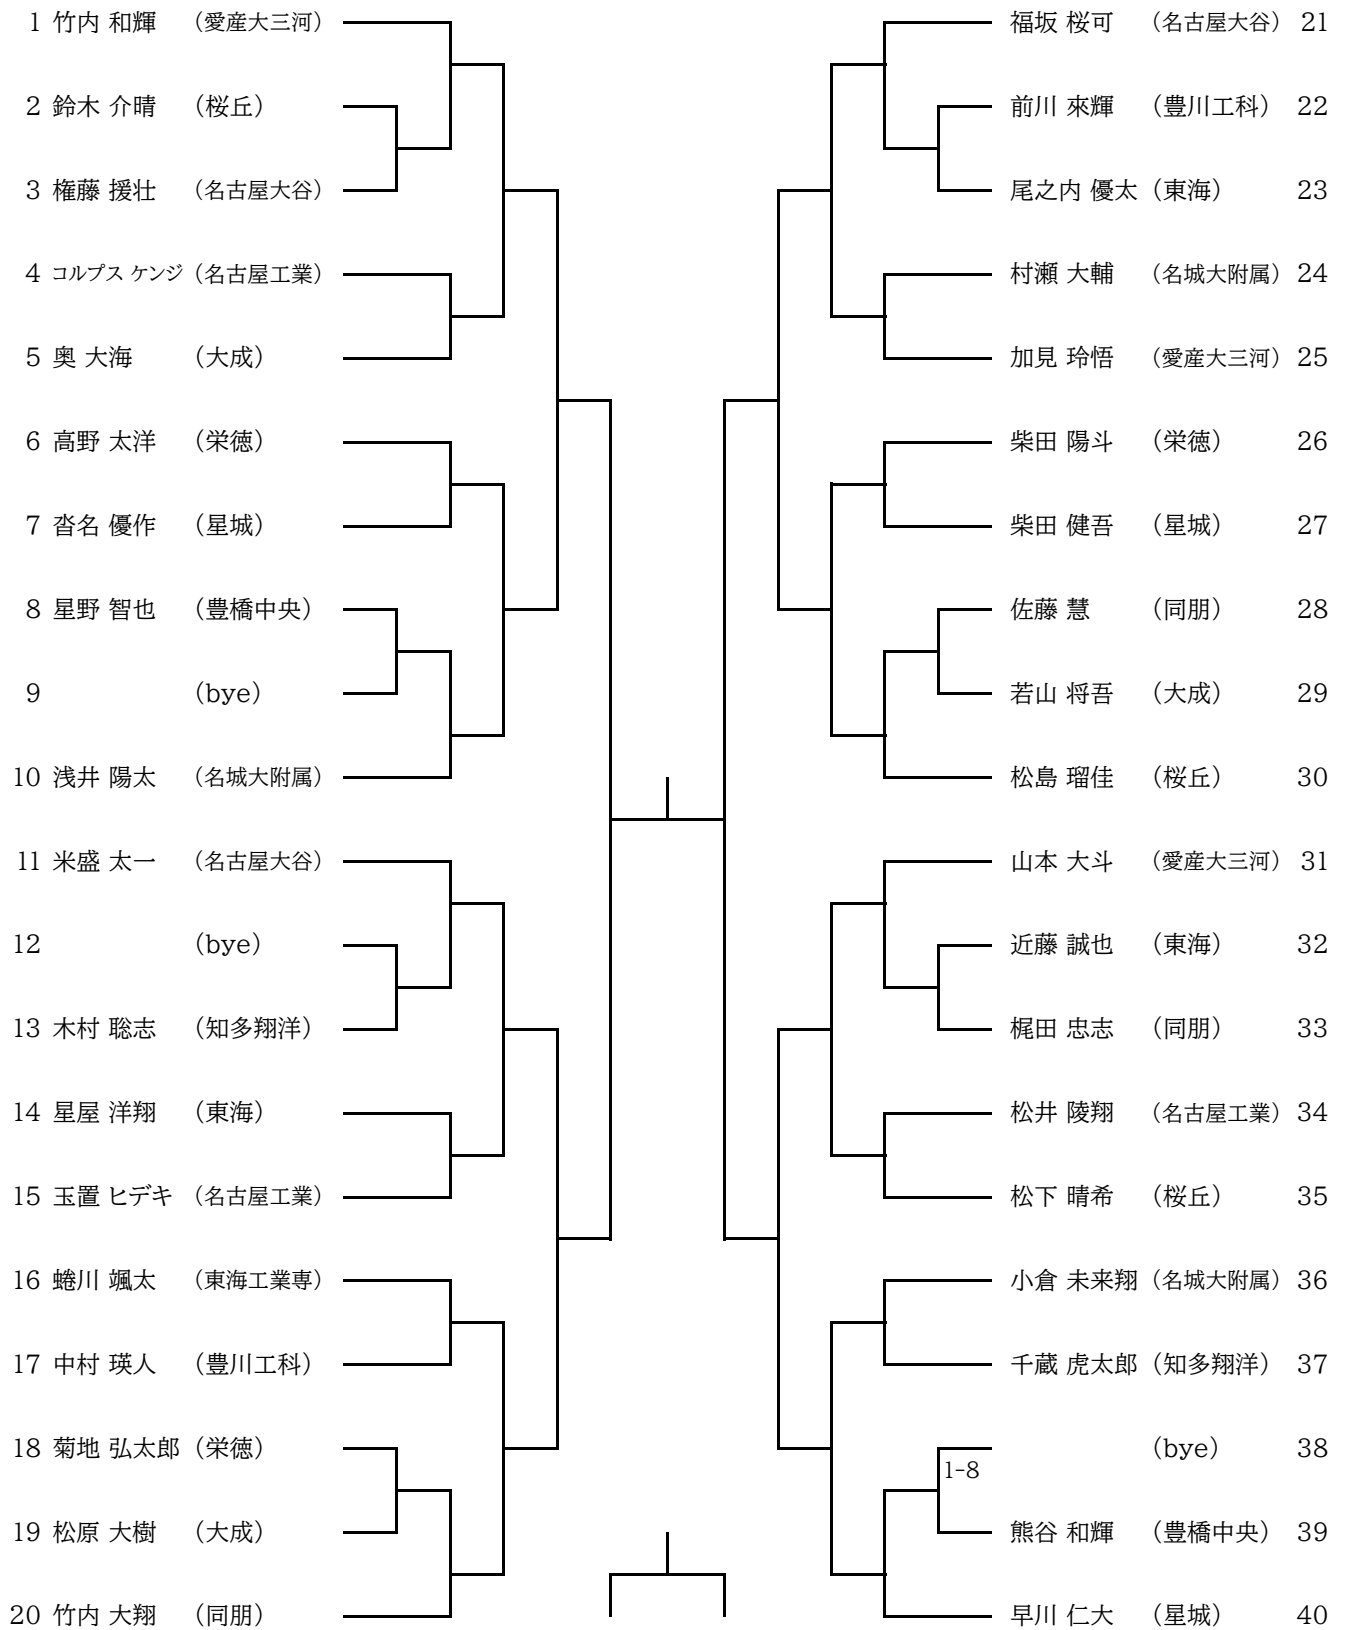 1 竹内 和輝 （愛産大三河）
2 鈴木 介晴 （桜丘）
3 権藤 援壮 （名古屋大谷）
4 コルプス ケンジ （名古屋工業）
5 奥 大海 （大成）
6 高野 太洋 （栄徳）
7 沓名 優作 （星城）
8 星野 智也 （豊橋中央）
9 （bye）
10 浅井 陽太 （名城大附属）
11 米盛 太一 （名古屋大谷）
12 （bye）
13 木村 聡志 （知多翔洋）
14 星屋 洋翔 （東海）
15 玉置 ヒデキ （名古屋工業）
16 蜷川 颯太 （東海工業専）
17 中村 瑛人 （豊川工科）
18 菊地 弘太郎 （栄徳）
19 松原 大樹 （大成）
20 竹内 大翔 （同朋）
福坂 桜可 （名古屋大谷） 21
前川 來輝 （豊川工科） 22
尾之内 優太 （東海） 23
村瀬 大輔 （名城大附属） 24
加見 玲悟 （愛産大三河） 25
柴田 陽斗 （栄徳） 26
柴田 健吾 （星城） 27
佐藤 慧 （同朋） 28
若山 将吾 （大成） 29
松島 瑠佳 （桜丘） 30
山本 大斗 （愛産大三河） 31
近藤 誠也 （東海） 32
梶田 忠志 （同朋） 33
松井 陵翔 （名古屋工業） 34
松下 晴希 （桜丘） 35
小倉 未来翔 （名城大附属） 36
千蔵 虎太郎 （知多翔洋） 37
（bye） 38
1-8
熊谷 和輝 （豊橋中央） 39
早川 仁大 （星城） 40